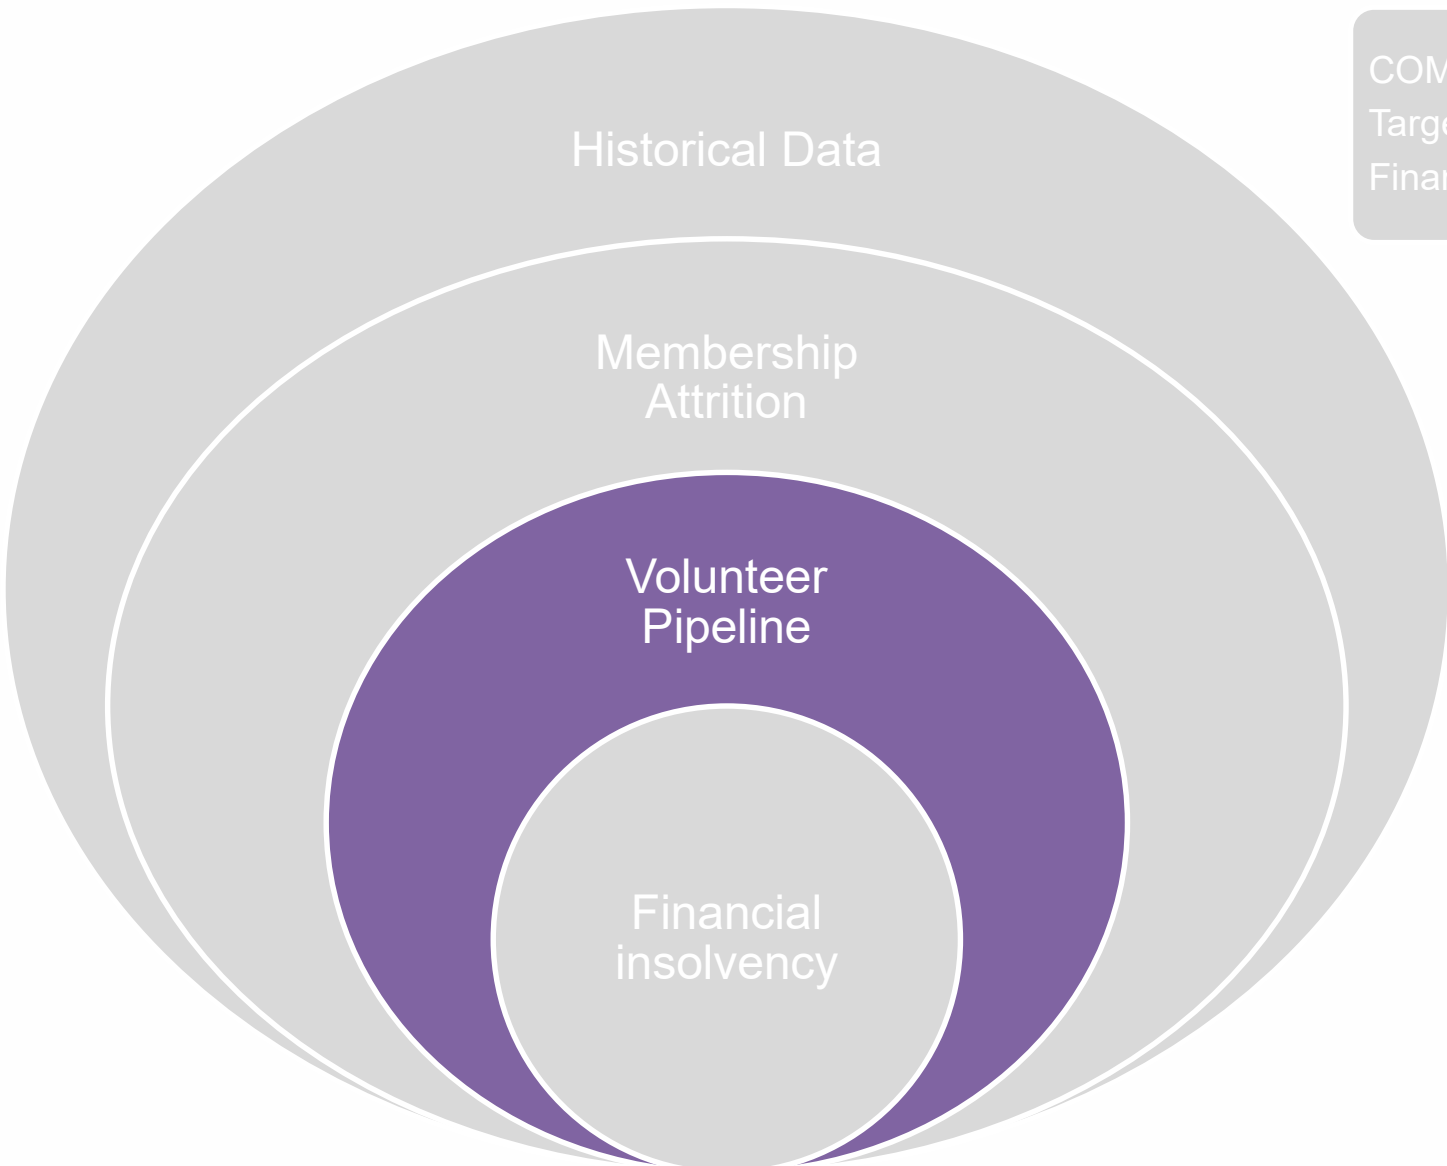 Historical Data
Membership
Attrition
Volunteer
Pipeline
Financial
insolvency